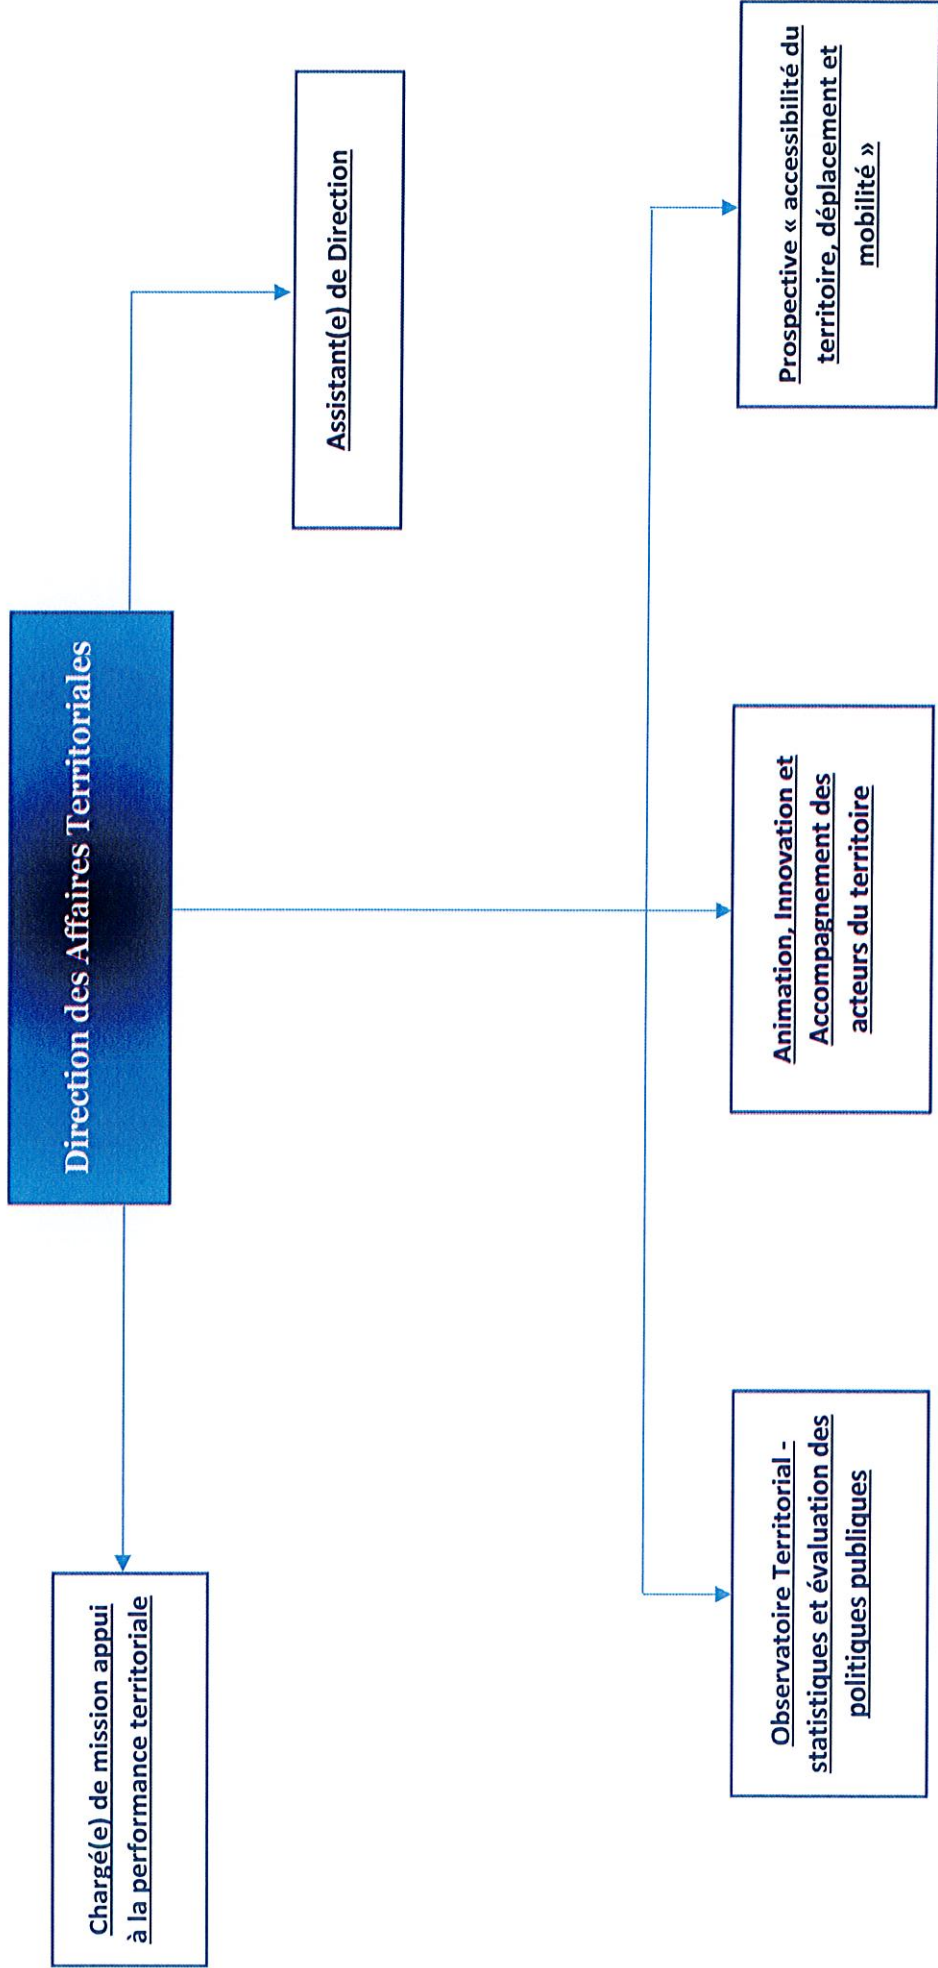 Direction des Affaires Territoriales
Chargé(e) de mission appui
à la performance territoriale
Assistant(e) de Direction
Observatoire Territorial -
statistiques et évaluation des
politiques publiques
Animation, Innovation et
Accompagnement des
acteurs du territoire
Prospective « accessibilité du
territoire, déplacement et
mobilité »